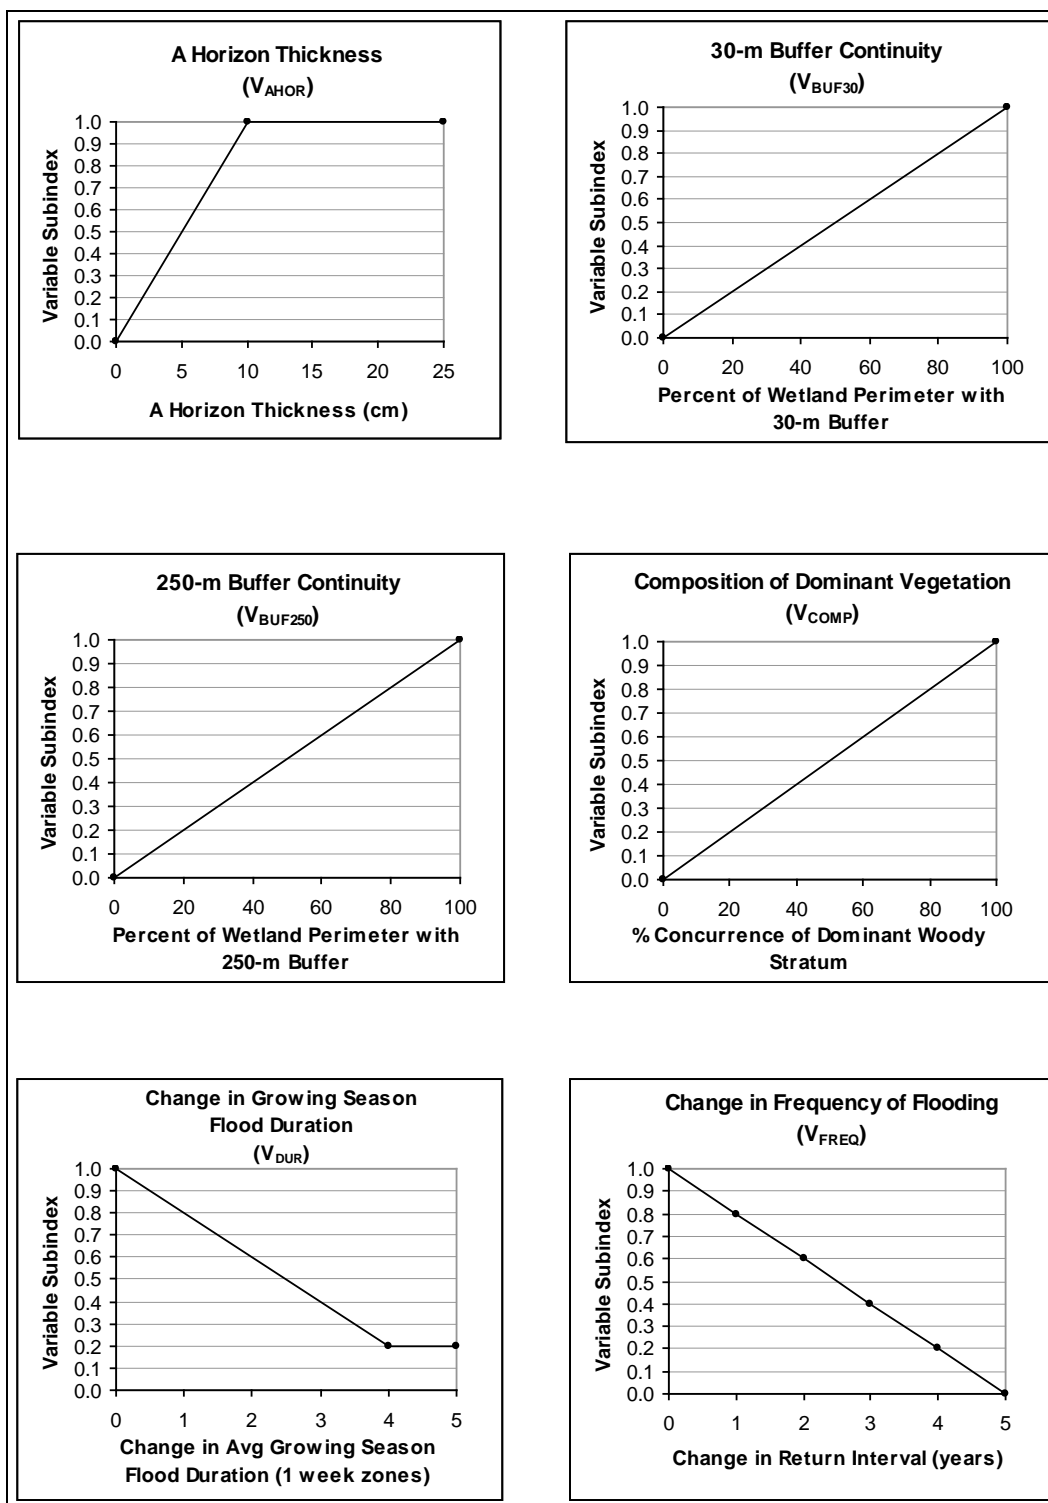 A Horizon Thickness
(VAHOR)
1.0
0.9
0.8
0.7
0.6
0.5
0.4
0.3
0.2
0.1
0.0
Variable Subindex
0 5 10 15 20 25
A Horizon Thickness (cm)
30-m Buffer Continuity
(VBUF30)
1.0
0.9
0.8
0.7
0.6
0.5
0.4
0.3
0.2
0.1
0.0
Variable Subindex
0 20 40 60 80 100
Percent of Wetland Perimeter with
30-m Buffer
250-m Buffer Continuity
(VBUF250)
1.0
0.9
0.8
0.7
0.6
0.5
0.4
0.3
0.2
0.1
0.0
Variable Subindex
0 20 40 60 80 100
Percent of Wetland Perimeter with
250-m Buffer
Composition of Dominant Vegetation
(VCOMP)
1.0
0.9
0.8
0.7
0.6
0.5
0.4
0.3
0.2
0.1
0.0
Variable Subindex
0 20 40 60 80 100
% Concurrence of Dominant Woody
Stratum
Change in Growing Season
Flood Duration
(VDUR)
1.0
0.9
0.8
0.7
0.6
0.5
0.4
0.3
0.2
0.1
0.0
Variable Subindex
0 1 2 3 4 5
Change in Avg Growing Season
Flood Duration (1 week zones)
Change in Frequency of Flooding
(VFREQ)
1.0
0.9
0.8
0.7
0.6
0.5
0.4
0.3
0.2
0.1
0.0
Variable Subindex
0 1 2 3 4 5
Change in Return Interval (years)